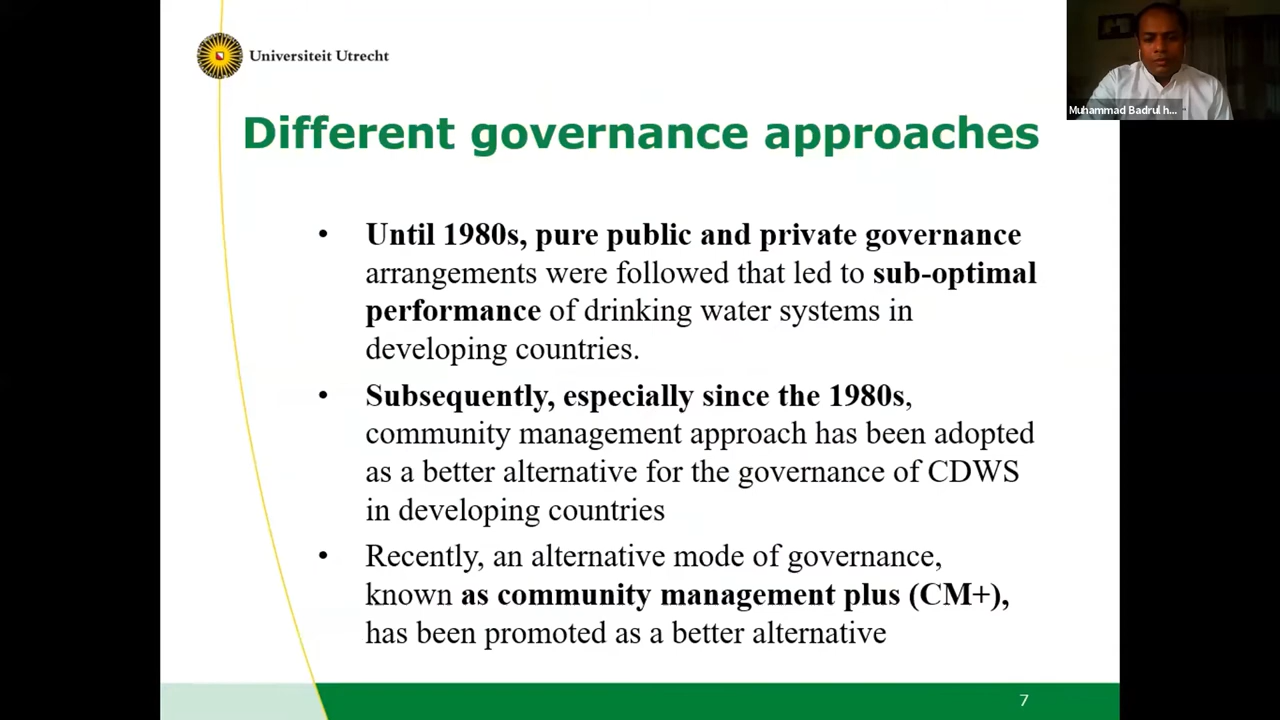 Universiteit Utrecht
Muhammad Badrul h...
Different governance approaches
• Until 1980s, pure public and private governance
arrangements were followed that led to sub-optimal
performance of drinking water systems in
developing countries.
• Subsequently, especially since the 1980s,
community management approach has been adopted
as a better alternative for the governance of CDWS
in developing countries
• Recently, an alternative mode of governance,
known as community management plus (CM+),
has been promoted as a better alternative
7